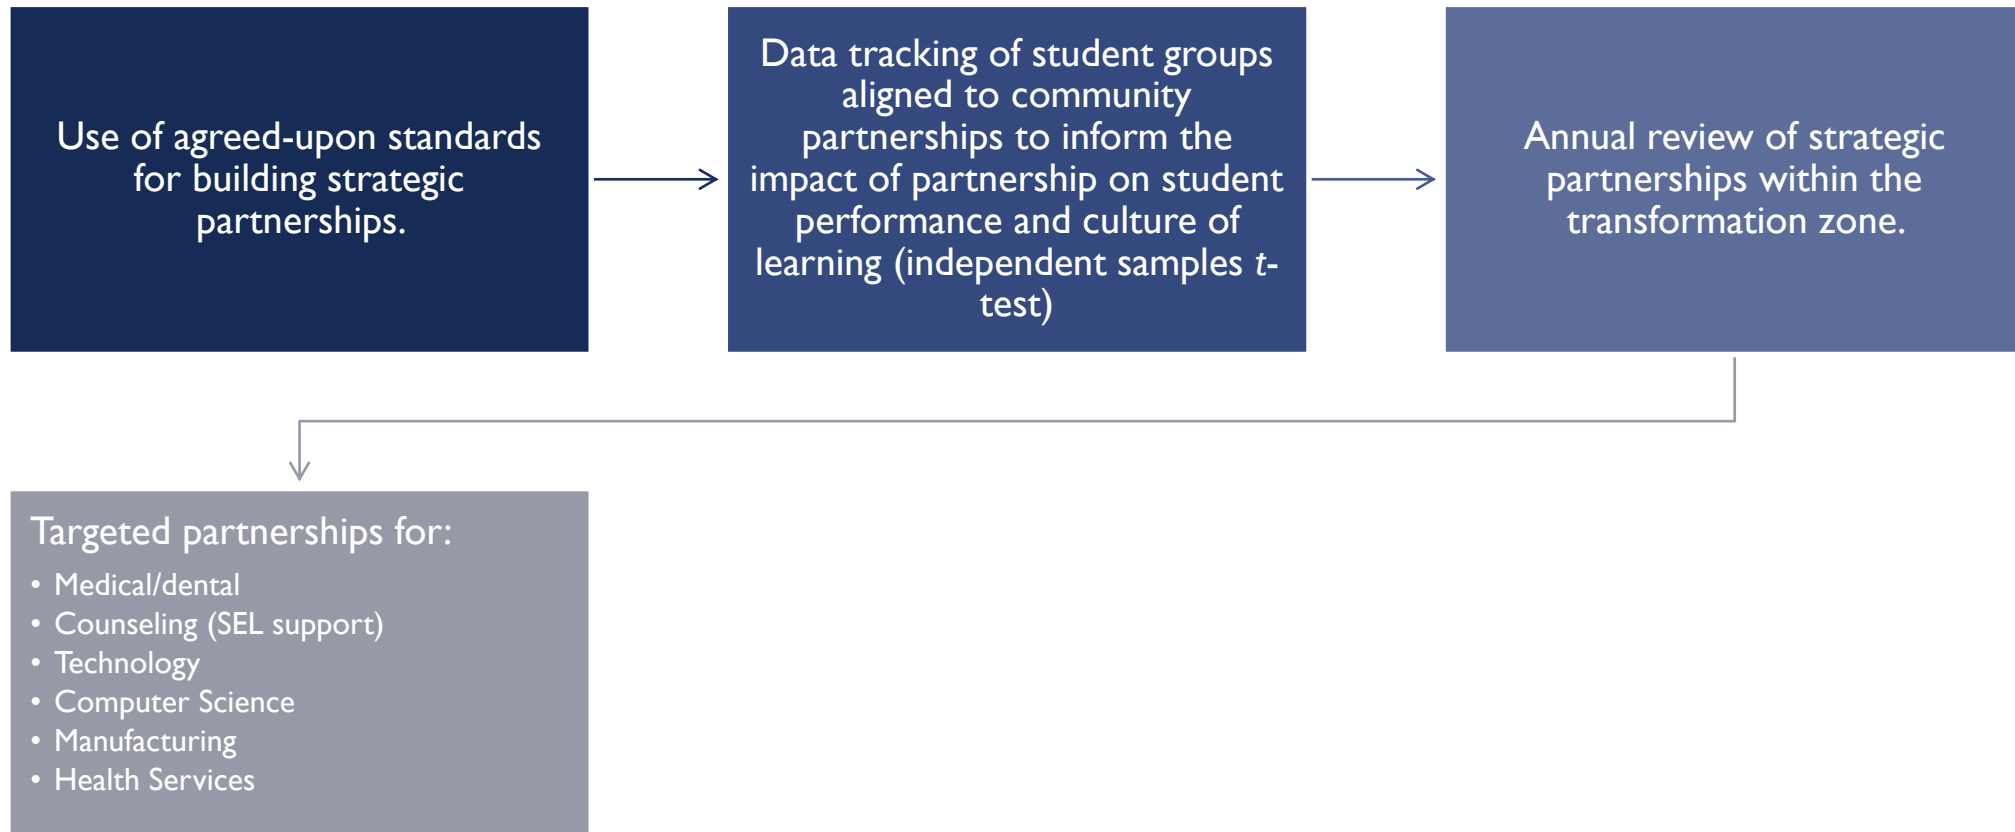 Use of agreed-upon standards
for building strategic
partnerships.
Data tracking of student groups
aligned to community
partnerships to inform the
impact of partnership on student
performance and culture of
learning (independent samples t-
test)
Annual review of strategic
partnerships within the
transformation zone.
Targeted partnerships for:
• Medical/dental
• Counseling (SEL support)
• Technology
• Computer Science
• Manufacturing
• Health Services